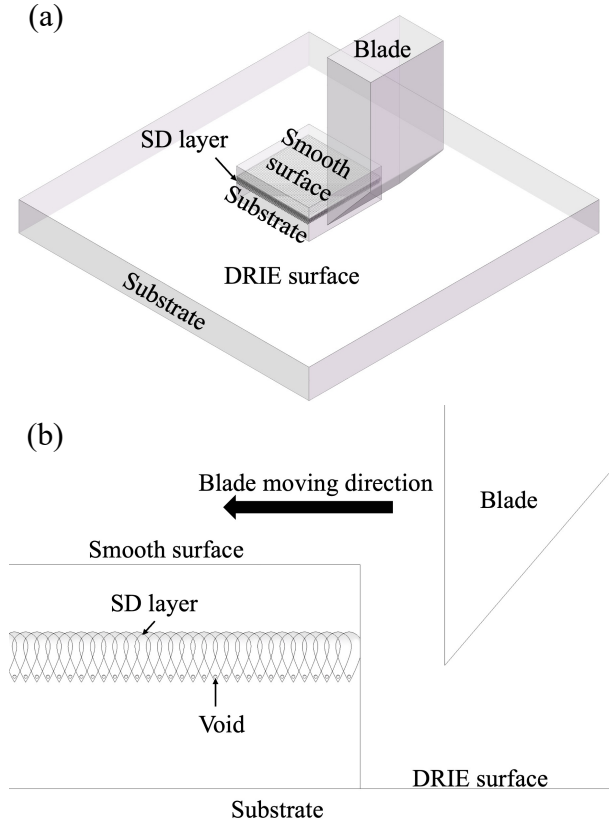 (a)
Blade
SD layer
Smooth
surface
Substrate
DRIE surface
Substrate
(b)
Blade moving direction
Blade
Smooth surface
SD layer
Void
DRIE surface
Substrate